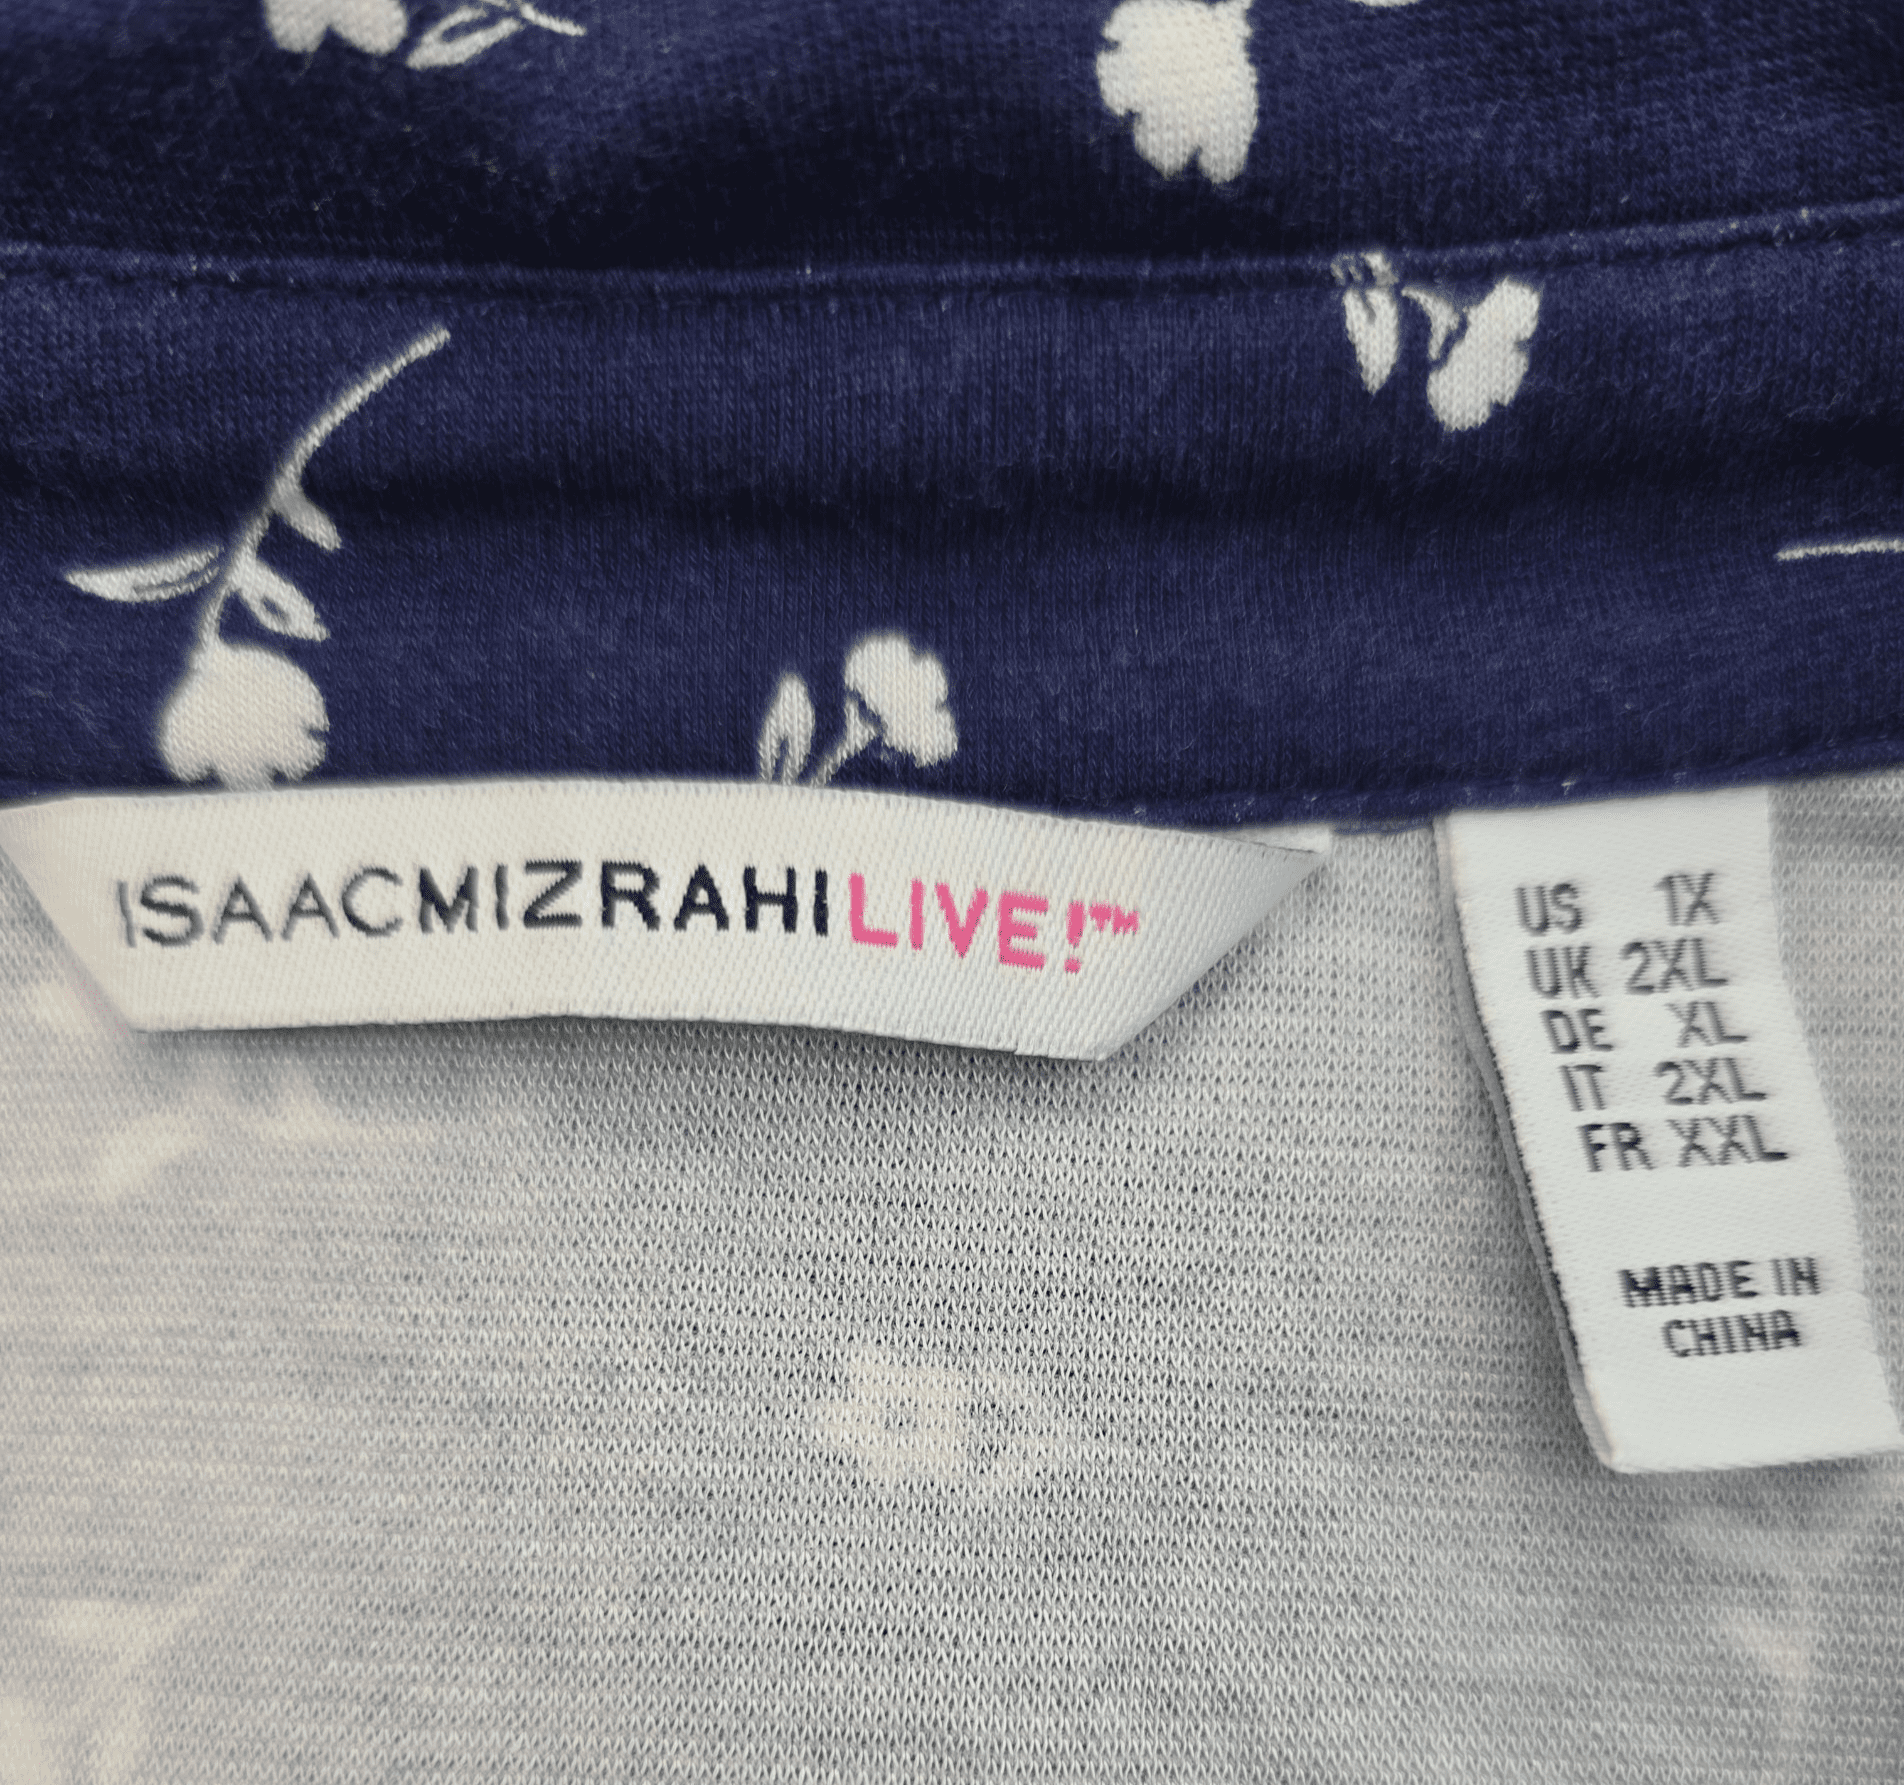 ISAACMIZRAHILIVE!™
US 1X
UK 2XL
DE XL
IT 2XL
FR XXL
MADE IN
CHINA